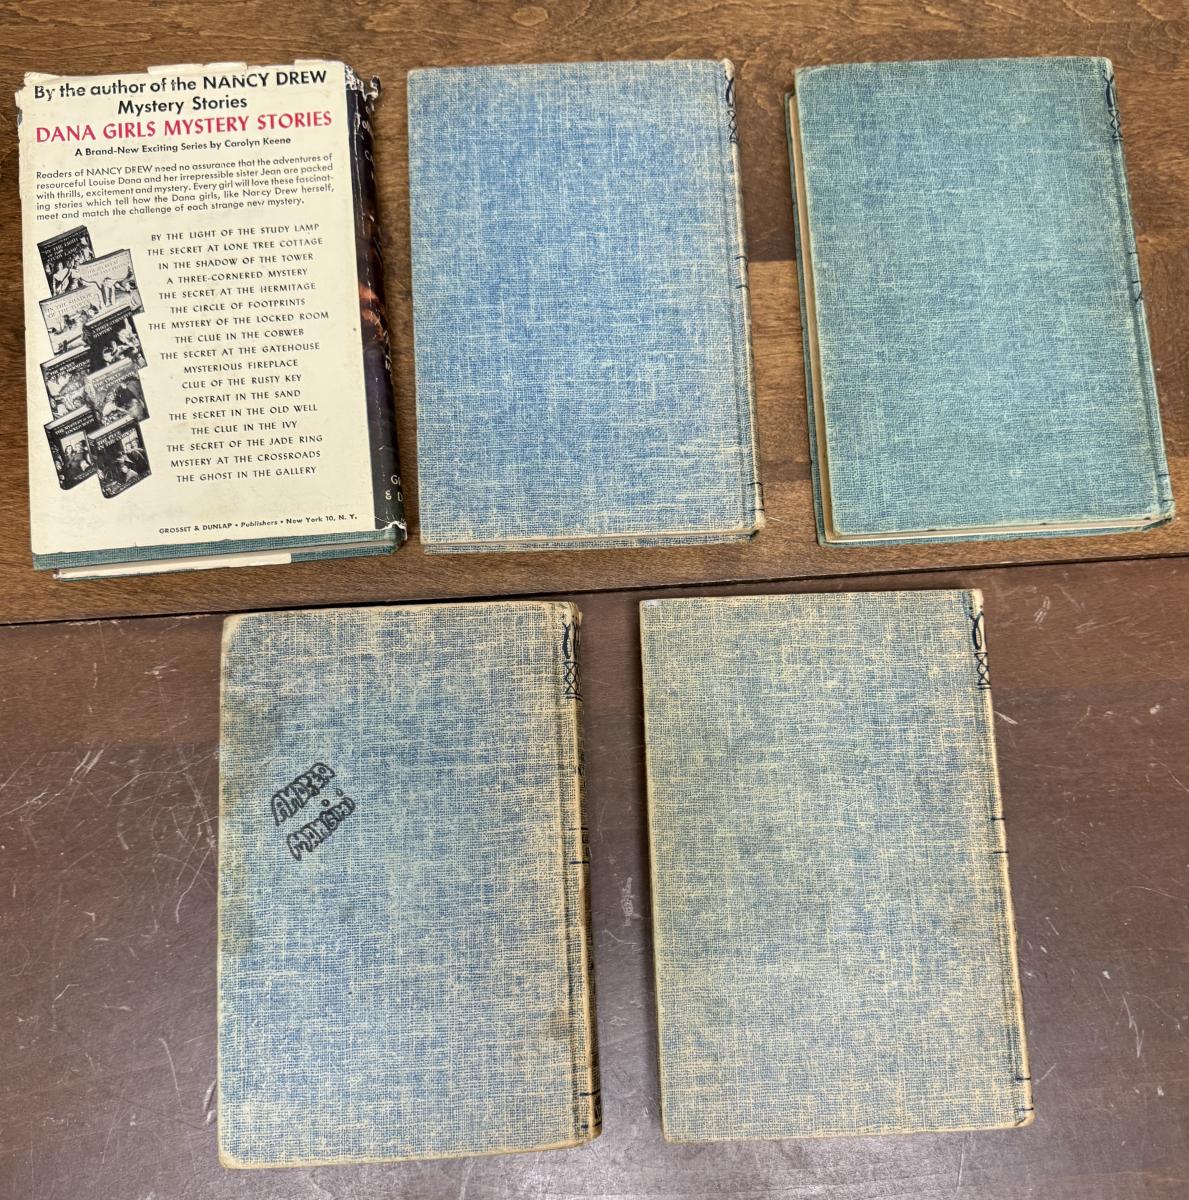 By the author of the NANCY DREW
Mystery Stories
DANA GIRLS MYSTERY STORIES
A Brand-New Exciting Series by Carolyn Keene
Readers of NANCY DREW need no assurance that the adventures of
resourceful Louise Dana and her irrepressible sister Jean are packed
with thrills, excitement and mystery. Every girl will love these fascinat-
ing stories which tell how the Dana girls, like Nancy Drew herself,
meet and match the challenge of each strange new mystery.
BY THE LIGHT OF THE STUDY LAMP
THE SECRET AT LONE TREE COTTAGE
IN THE SHADOW OF THE TOWER
A THREE-CORNERED MYSTERY
THE SECRET AT THE HERMITAGE
THE CIRCLE OF FOOTPRINTS
THE MYSTERY OF THE LOCKED ROOM
THE CLUE IN THE COBWEB
THE SECRET AT THE GATEHOUSE
MYSTERIOUS FIREPLACE
CLUE OF THE RUSTY KEY
PORTRAIT IN THE SAND
THE SECRET IN THE OLD WELL
THE CLUE IN THE IVY
THE SECRET OF THE JADE RING
MYSTERY AT THE CROSSROADS
THE GHOST IN THE GALLERY
GROSSET & DUNLAP • Publishers • New York 10, N. Y.